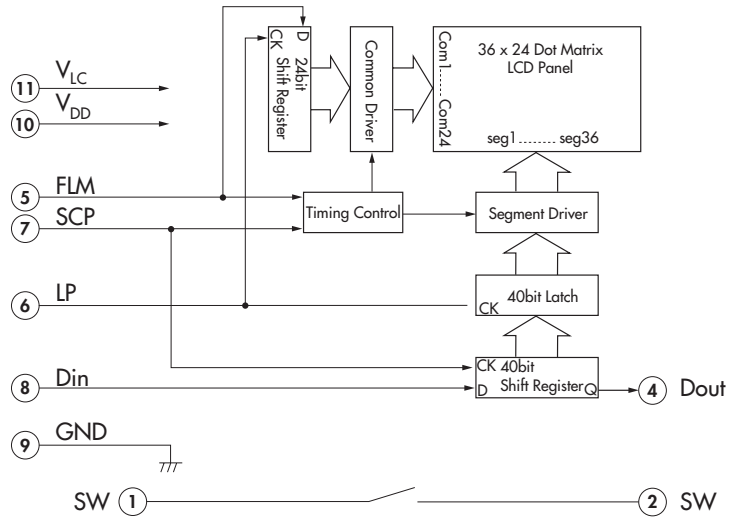 D
CK
24bit
Shift Register
Common Driver
Com1......Com24
36 x 24 Dot Matrix
LCD Panel
seg1 ........ seg36
11 VLC
10 VDD
5 FLM
7 SCP
Timing Control
Segment Driver
6 LP
40bit Latch
CK
8 Din
CK 40bit
D Shift Register Q
4 Dout
9 GND
SW 1
2 SW